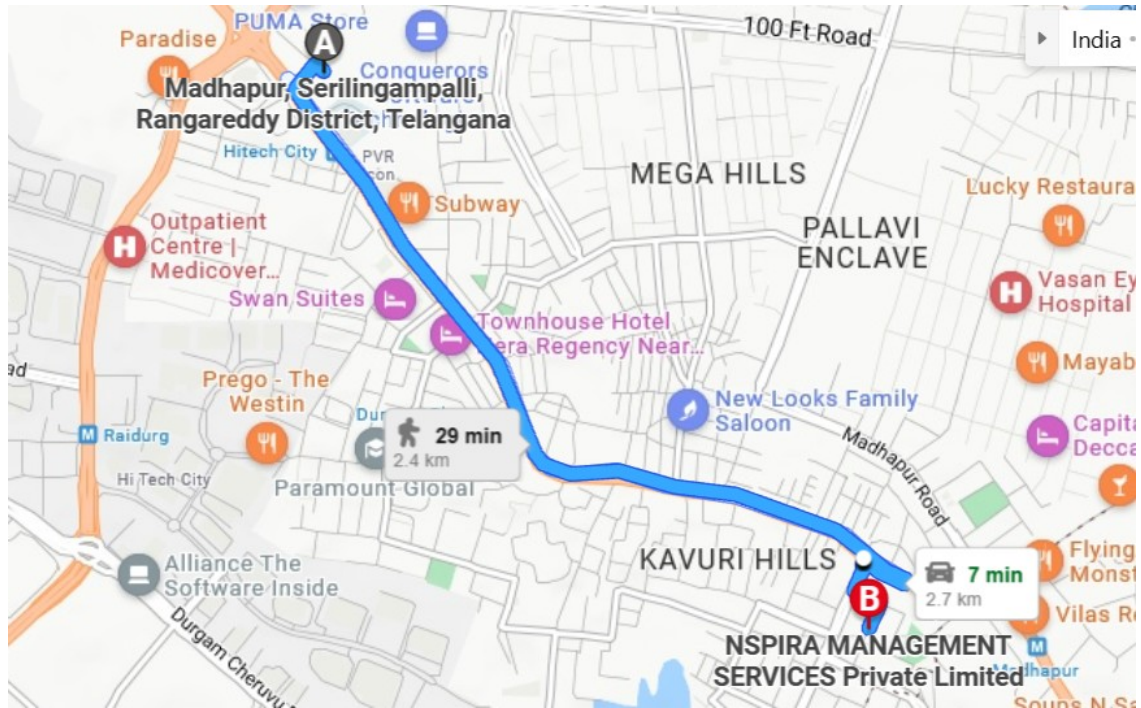 PUMA Store
100 Ft Road
India
Paradise
A
Conquerors
Madhapur, Serilingampalli,
Rangareddy District, Telangana
Hitech City
PVR
MEGA HILLS
Subway
Lucky Restaura
Outpatient
Centre |
Medicover...
PALLAVI
ENCLAVE
Vasan Ey
Hospital
Swan Suites
Townhouse Hotel
era Regency Near...
Mayab
Prego - The
Westin
New Looks Family
Saloon
29 min
2.4 km
M Raidurg
Capita
Decca
Madhapur Road
Hi Tech City
Paramount Global
KAVURI HILLS
Flying
Monst
7 min
2.7 km
Alliance The
Software Inside
B
Vilas Re
Durgam Cheruvu
NSPIRA MANAGEMENT
SERVICES Private Limited
M
dhapur
Soups N Sa